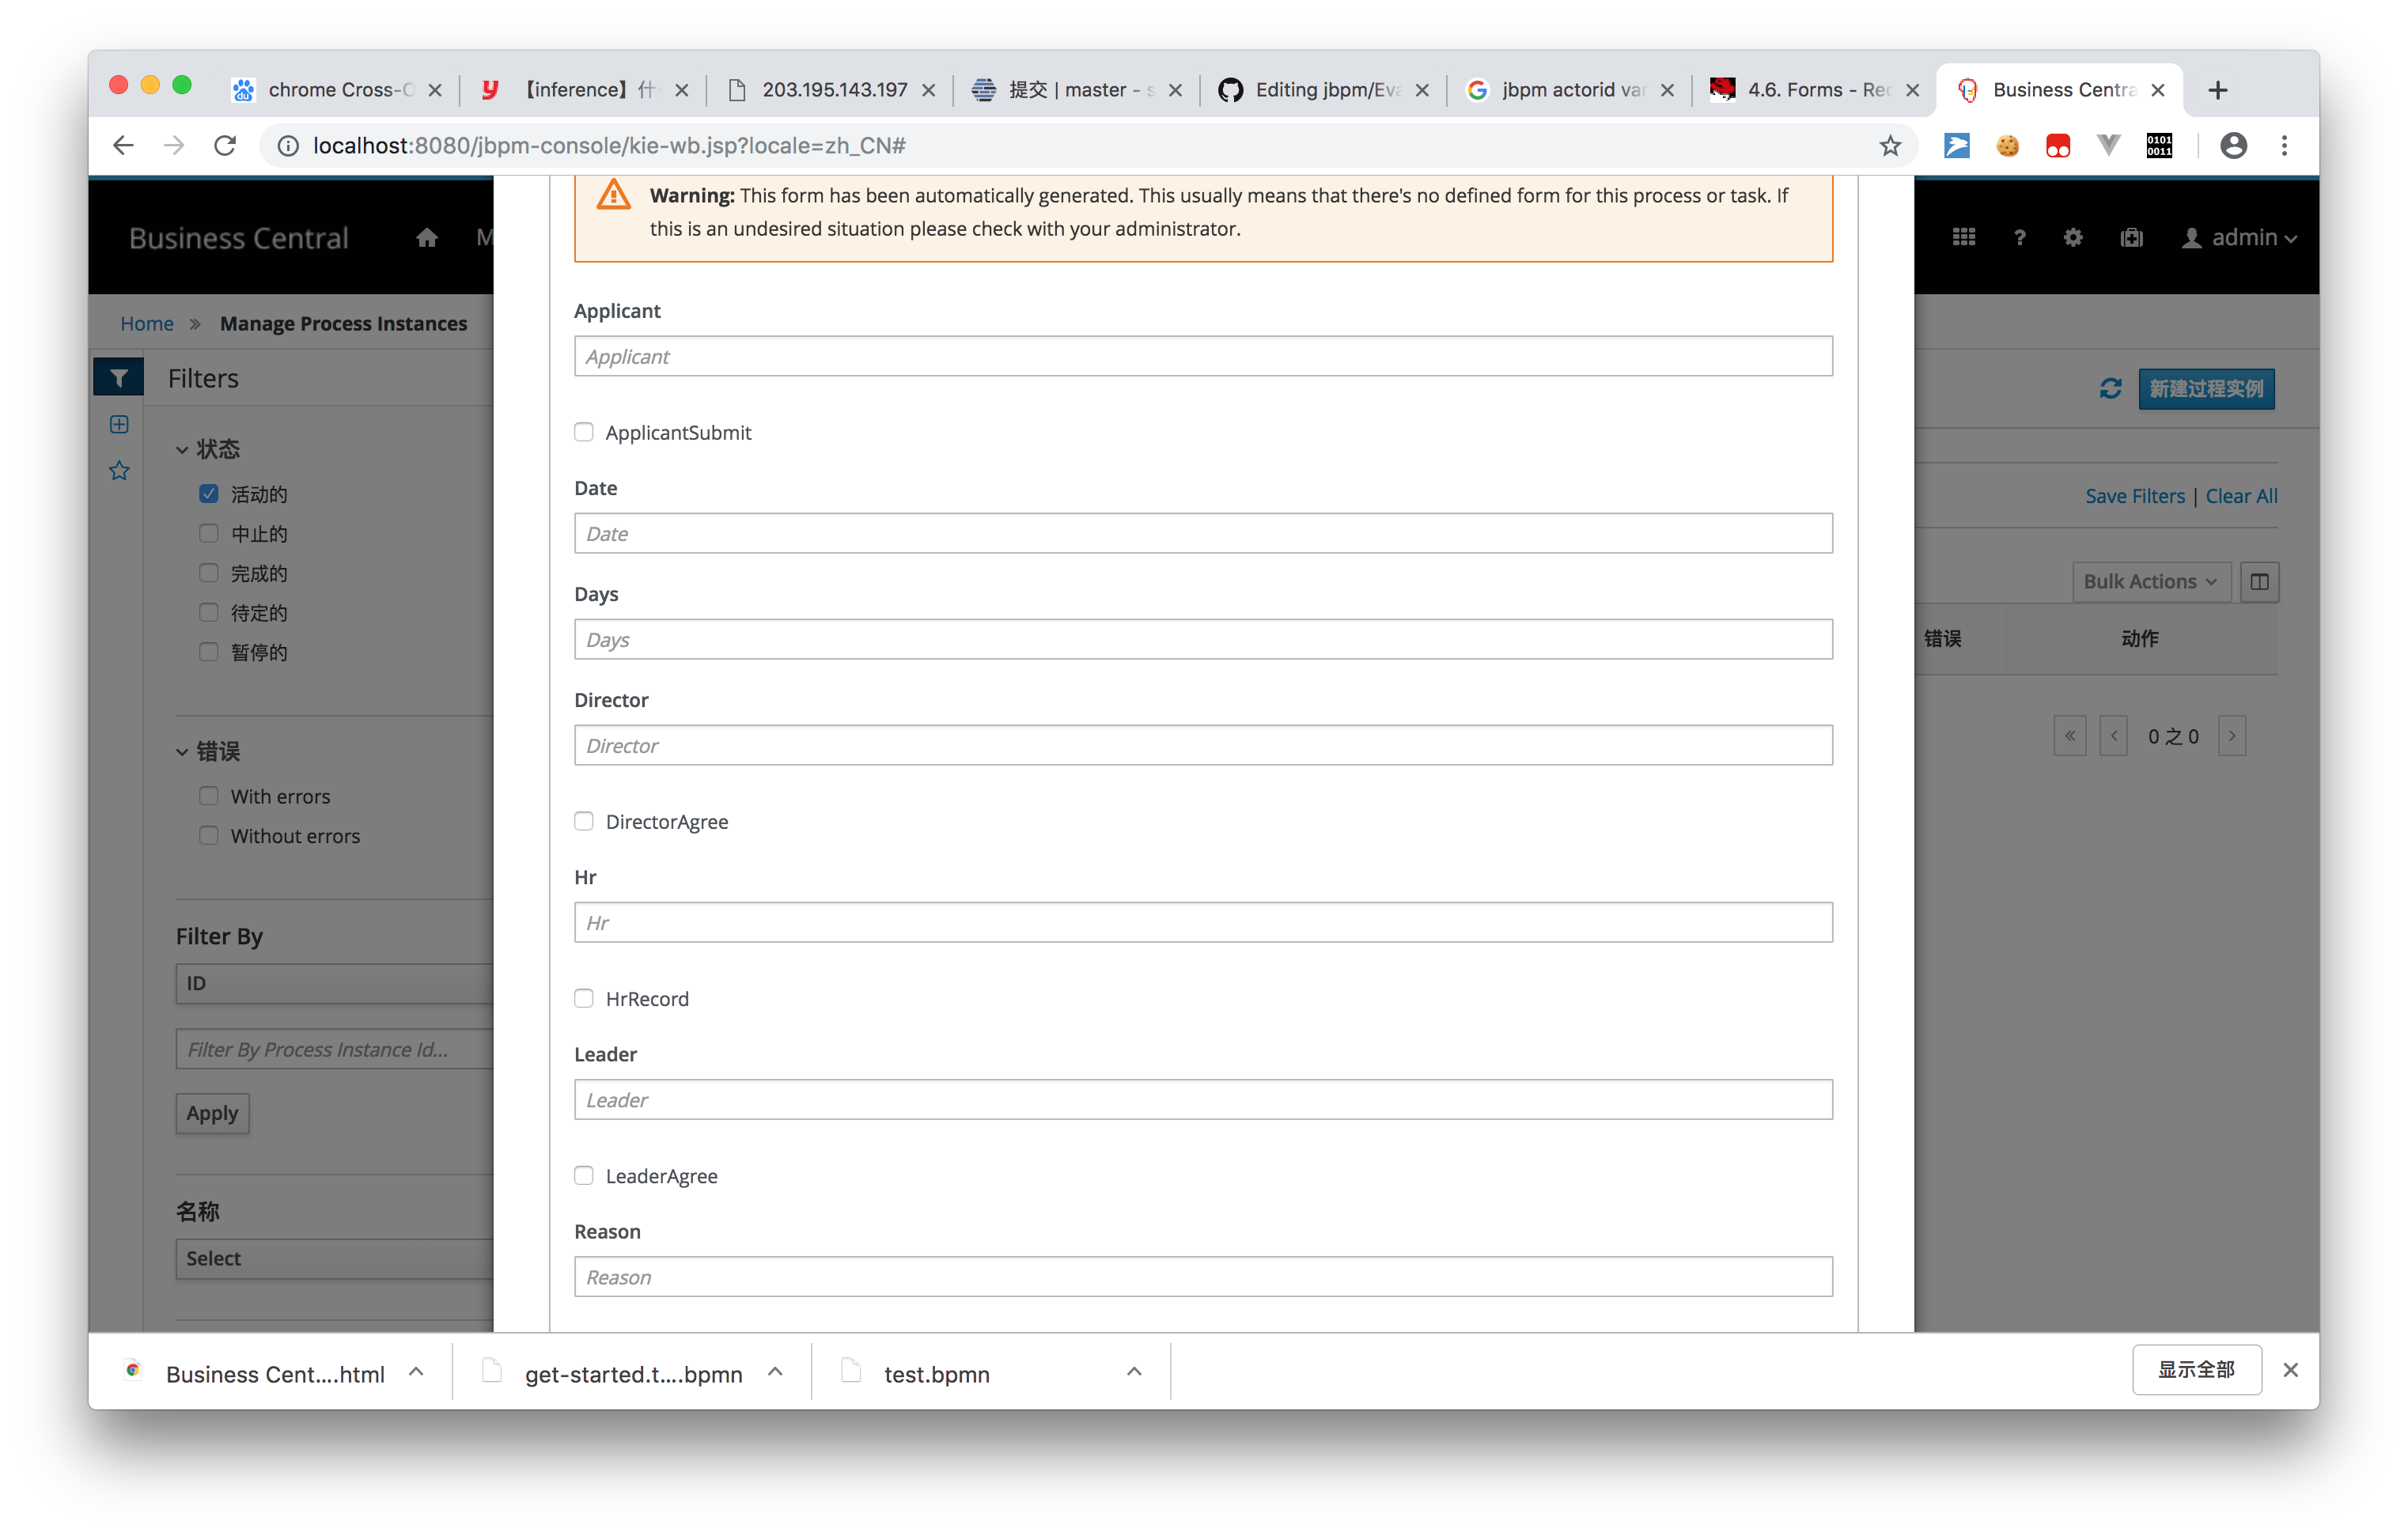 chrome Cross-O
【inference】什
203.195.143.197
提交 | master - s
Editing jbpm/Eva
jbpm actorid var
4.6. Forms - Red
Business Centra
localhost:8080/jbpm-console/kie-wb.jsp?locale=zh_CN#
0101
0011
Business Central
M
admin
Home » Manage Process Instances
Filters
状态
活动的
中止的
完成的
待定的
暂停的
错误
With errors
Without errors
Filter By
ID
Filter By Process Instance Id...
Apply
名称
Select
Warning: This form has been automatically generated. This usually means that there's no defined form for this process or task. If
this is an undesired situation please check with your administrator.
Applicant
Applicant
ApplicantSubmit
Date
Date
Days
Days
Director
Director
DirectorAgree
Hr
Hr
HrRecord
Leader
Leader
LeaderAgree
Reason
Reason
新建过程实例
Save Filters | Clear All
Bulk Actions
错误
动作
0 之 0
Business Cent....html
get-started.t....bpmn
test.bpmn
显示全部